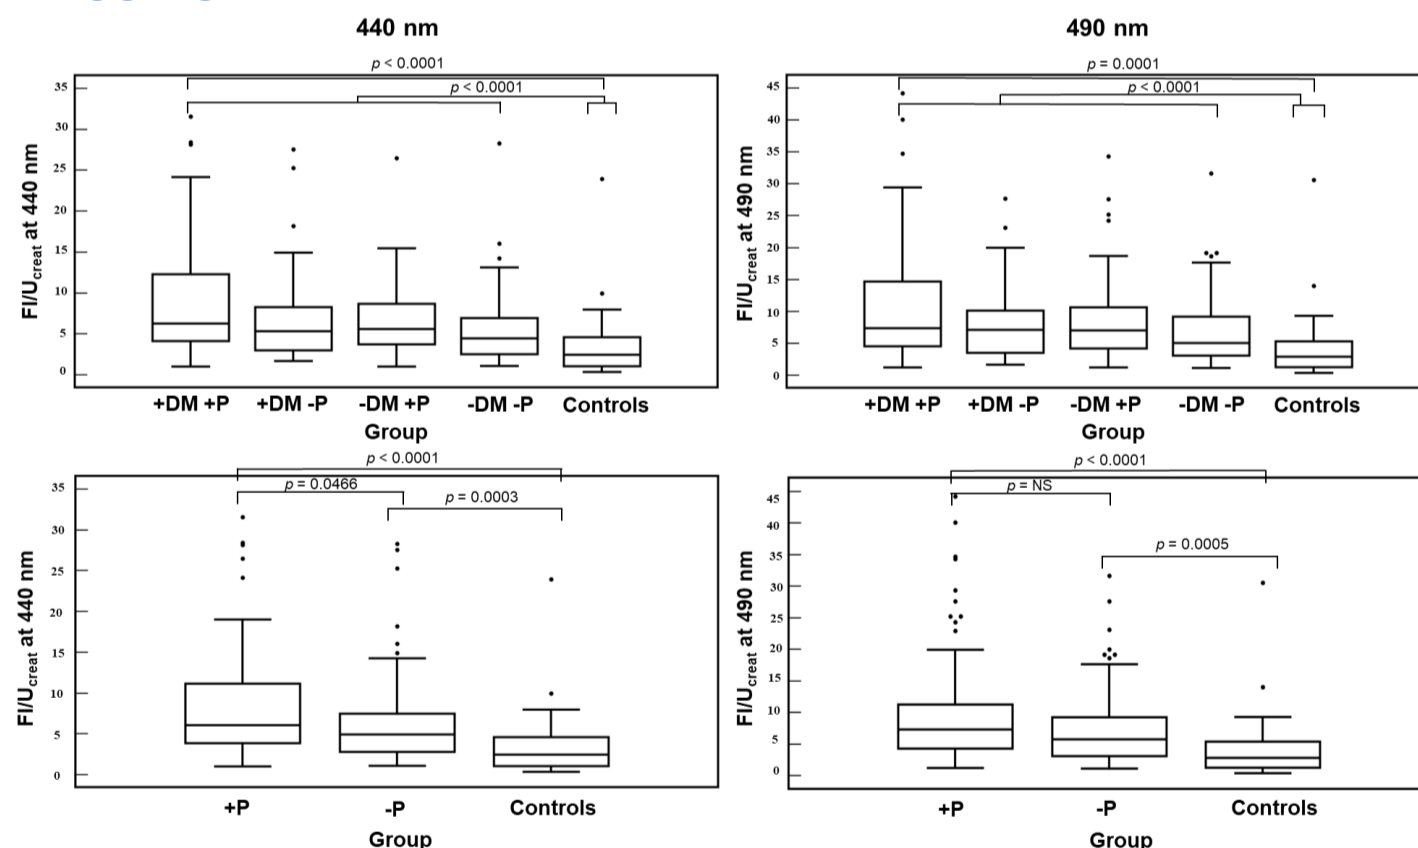 440 nm
490 nm
p < 0.0001
p < 0.0001
35
30
25
20
15
10
5
0
FI/Ucreat at 440 nm
+DM +P +DM -P -DM +P -DM -P Controls
Group
p = 0.0001
p < 0.0001
45
40
35
30
25
20
15
10
5
0
FI/Ucreat at 490 nm
+DM +P +DM -P -DM +P -DM -P Controls
Group
p < 0.0001
p = 0.0466
p = 0.0003
35
30
25
20
15
10
5
0
FI/Ucreat at 440 nm
+P -P Controls
Group
p < 0.0001
p = NS
p = 0.0005
45
40
35
30
25
20
15
10
5
0
FI/Ucreat at 490 nm
+P -P Controls
Group